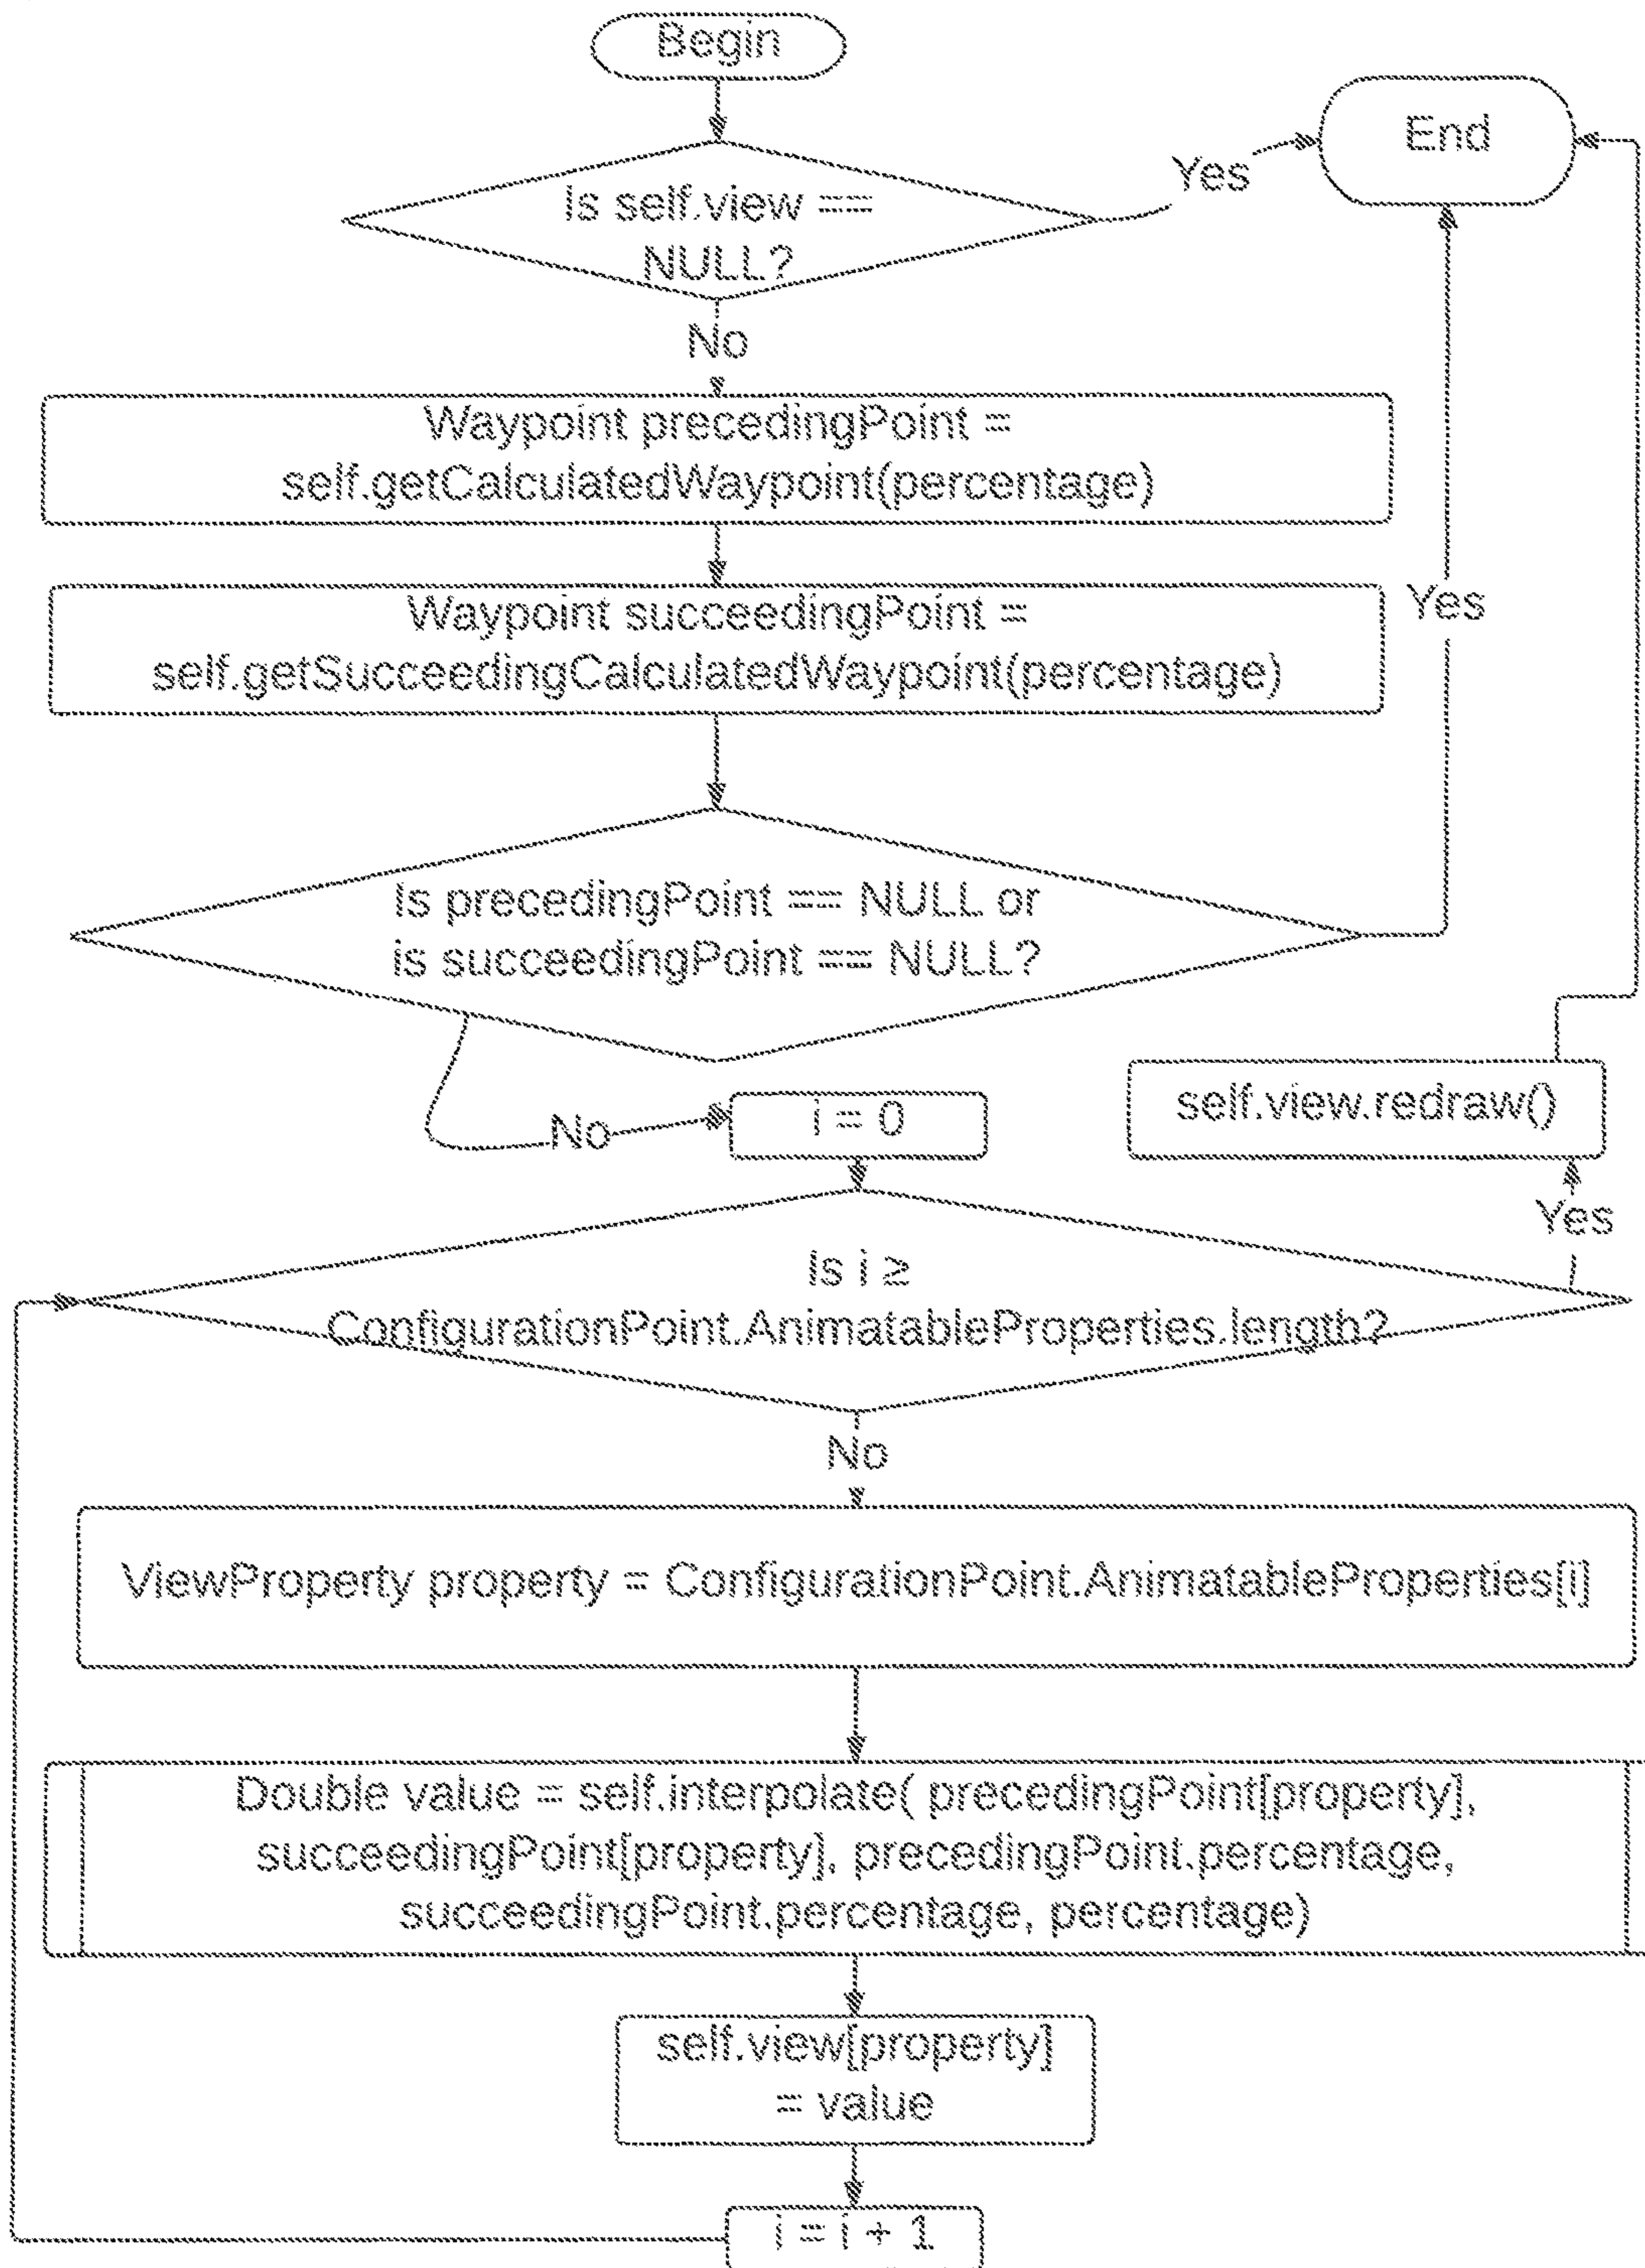 Begin
End
Is self.view ==
NULL?
Yes
No
Waypoint precedingPoint =
self.getCalculatedWaypoint(percentage)
Waypoint succeedingPoint =
self.getSucceedingCalculatedWaypoint(percentage)
Yes
Is precedingPoint == NULL or
is succeedingPoint == NULL?
No
i = 0
self.view.redraw()
Yes
Is i ≥
ConfigurationPoint.AnimatableProperties.length?
No
ViewProperty property = ConfigurationPoint.AnimatableProperties[i]
Double value = self.interpolate( precedingPoint[property],
succeedingPoint[property], precedingPoint.percentage,
succeedingPoint.percentage, percentage)
self.view[property]
= value
i = i + 1